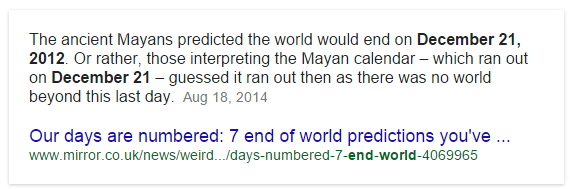 The ancient Mayans predicted the world would end on December 21,
2012. Or rather, those interpreting the Mayan calendar – which ran out
on December 21 – guessed it ran out then as there was no world
beyond this last day. Aug 18, 2014
Our days are numbered: 7 end of world predictions you've ...
www.mirror.co.uk/news/weird.../days-numbered-7-end-world-4069965